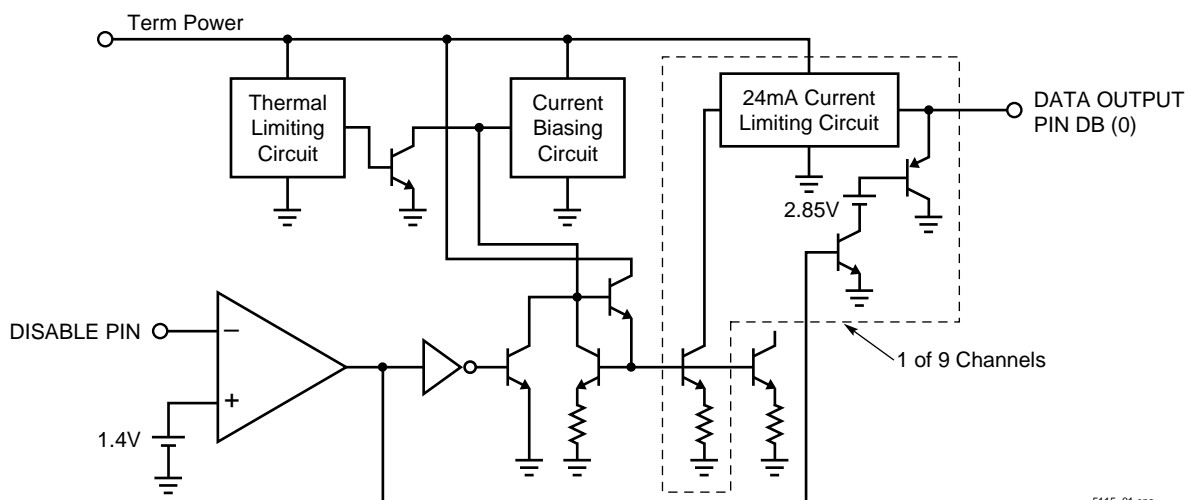 Term Power
Thermal
Limiting
Circuit
Current
Biasing
Circuit
24mA Current
Limiting Circuit
DATA OUTPUT
PIN DB (0)
2.85V
DISABLE PIN
−
+
1.4V
1 of 9 Channels